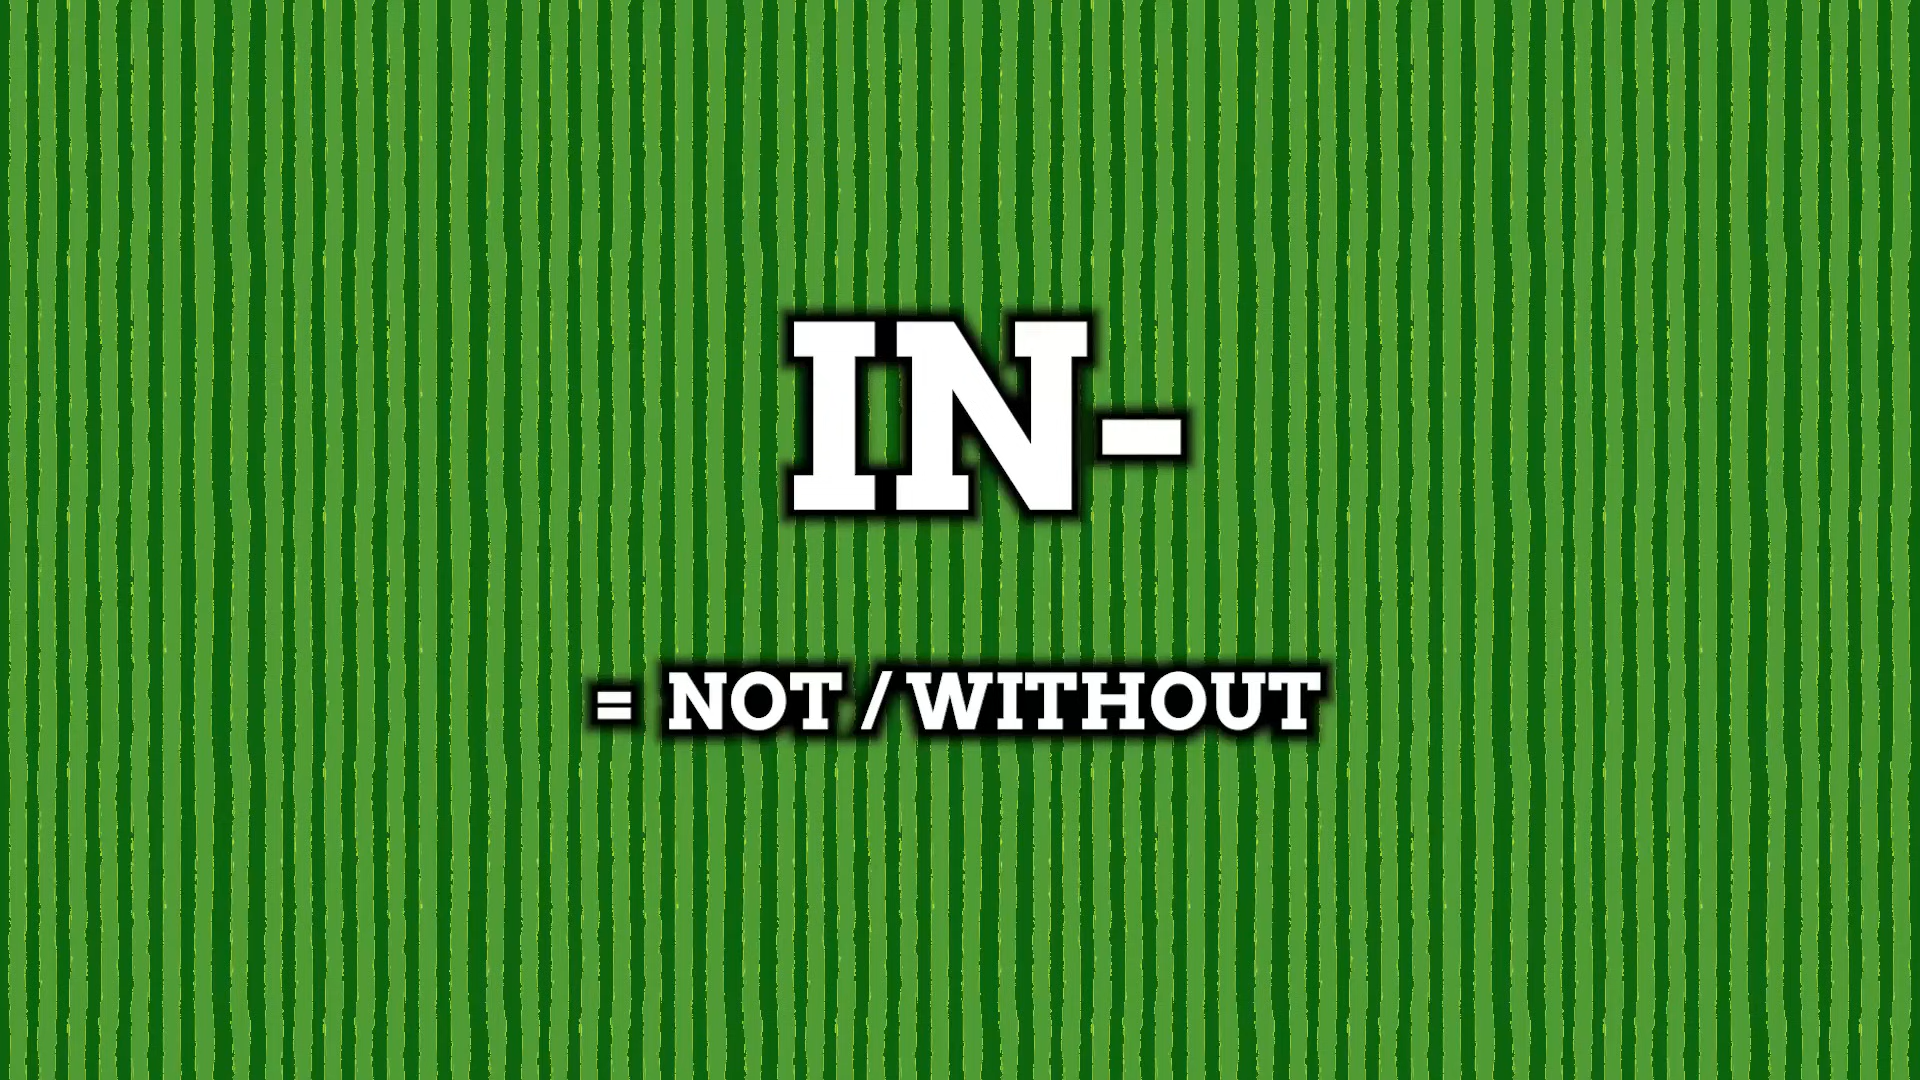 IN-
= NOT / WITHOUT